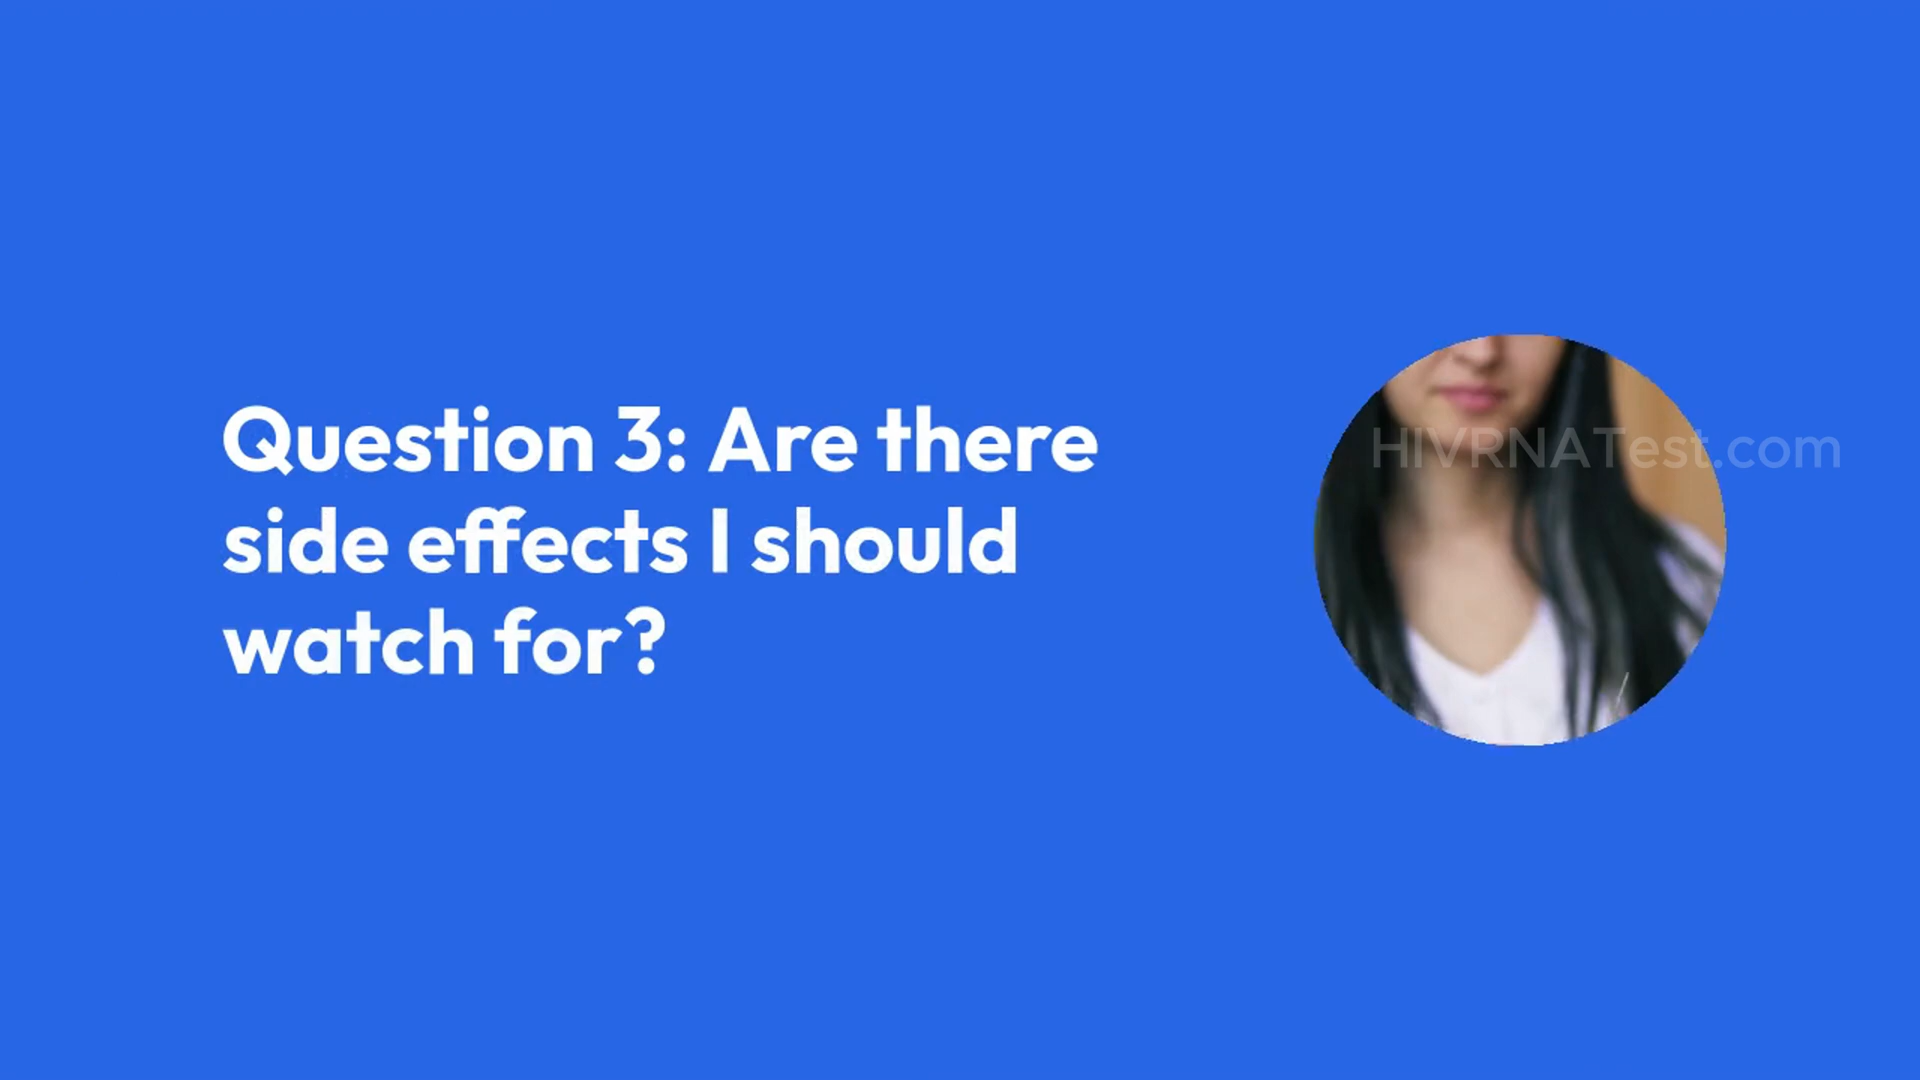 Question 3: Are there
side effects I should
watch for?
HIVRNATest.com